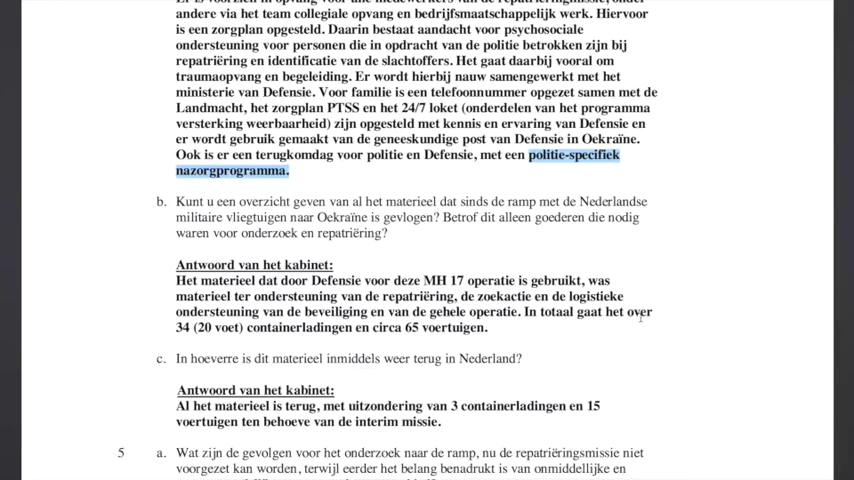 andere via het team collegiale opvang en bedrijfsmaatschappelijk werk. Hiervoor
is een zorgplan opgesteld. Daarin bestaat aandacht voor psychosociale
ondersteuning voor personen die in opdracht van de politie betrokken zijn bij
repatriëring en identificatie van de slachtoffers. Het gaat daarbij vooral om
traumaopvang en begeleiding. Er wordt hierbij nauw samengewerkt met het
ministerie van Defensie. Voor familie is een telefoonnummer opgezet samen met de
Landmacht, het zorgplan PTSS en het 24/7 loket (onderdelen van het programma
versterking weerbaarheid) zijn opgesteld met kennis en ervaring van Defensie en
er wordt gebruik gemaakt van de geneeskundige post van Defensie in Oekraïne.
Ook is er een terugkomdag voor politie en Defensie, met een politie-specifiek
nazorgprogramma.
b. Kunt u een overzicht geven van al het materieel dat sinds de ramp met de Nederlandse
militaire vliegtuigen naar Oekraïne is gevlogen? Betrof dit alleen goederen die nodig
waren voor onderzoek en repatriëring?
Antwoord van het kabinet:
Het materieel dat door Defensie voor deze MH 17 operatie is gebruikt, was
materieel ter ondersteuning van de repatriëring, de zoekactie en de logistieke
ondersteuning van de beveiliging en van de gehele operatie. In totaal gaat het over
34 (20 voet) containerladingen en circa 65 voertuigen.
c. In hoeverre is dit materieel inmiddels weer terug in Nederland?
Antwoord van het kabinet:
Al het materieel is terug, met uitzondering van 3 containerladingen en 15
voertuigen ten behoeve van de interim missie.
5 a. Wat zijn de gevolgen voor het onderzoek naar de ramp, nu de repatriëringsmissie niet
voorgezet kan worden, terwijl eerder het belang benadrukt is van onmiddellijke en